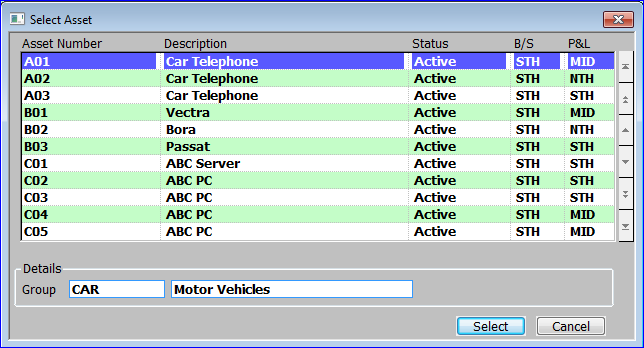 Select Asset
Asset Number Description Status B/S P&L
A01 Car Telephone Active STH MID
A02 Car Telephone Active STH NTH
A03 Car Telephone Active STH STH
B01 Vectra Active STH MID
B02 Bora Active STH NTH
B03 Passat Active STH STH
C01 ABC Server Active STH STH
C02 ABC PC Active STH STH
C03 ABC PC Active STH STH
C04 ABC PC Active STH MID
C05 ABC PC Active STH MID
Details
Group CAR Motor Vehicles
Select Cancel